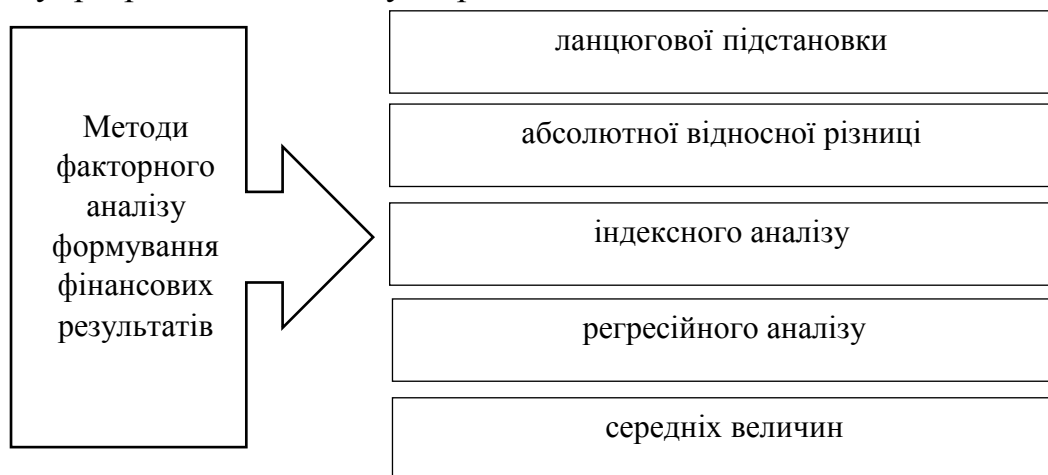 Методи
факторного
аналізу
формування
фінансових
результатів
ланцюгової підстановки
абсолютної відносної різниці
індексного аналізу
регресійного аналізу
середніх величин